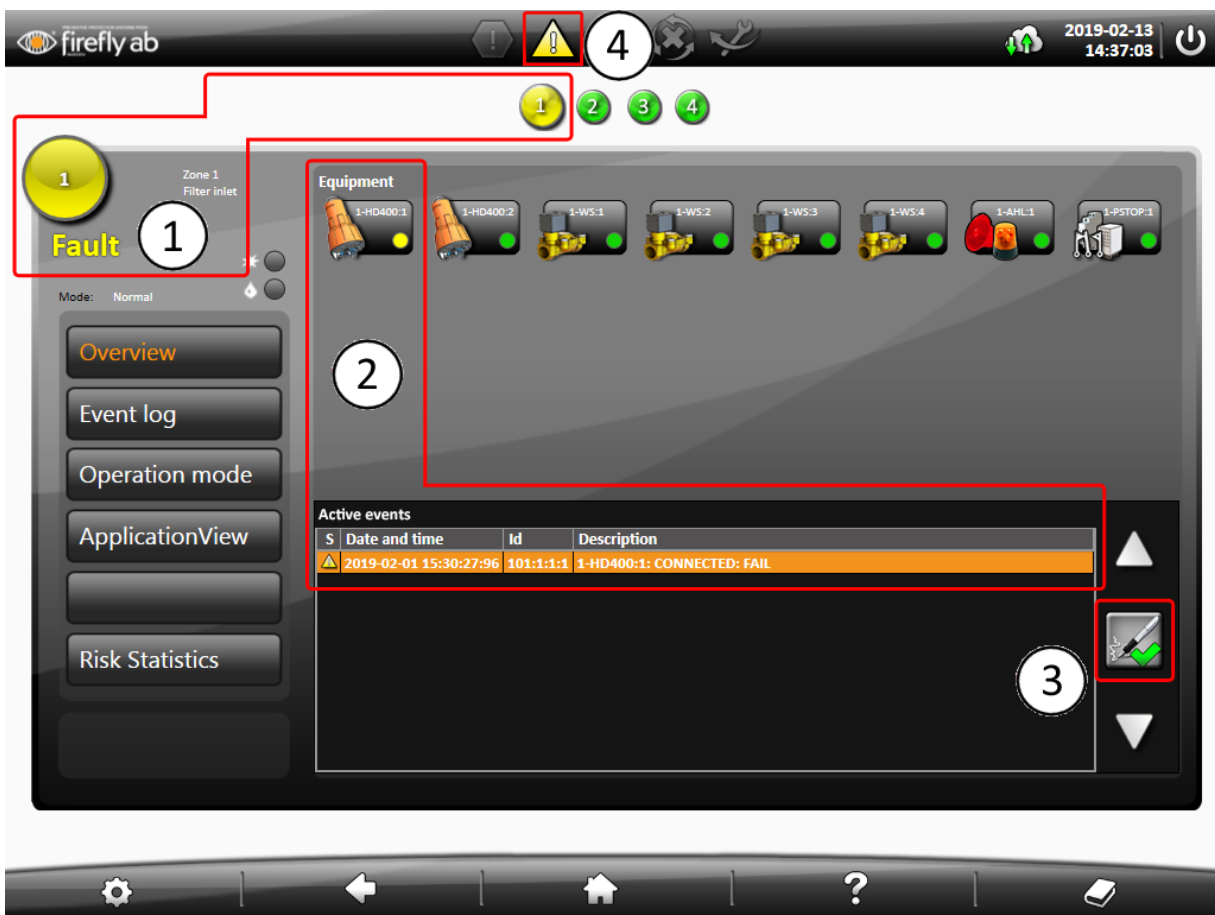 firefly ab
4
2019-02-13
14:37:03
1 2 3 4
1
Zone 1
Filter inlet
1
Fault
Mode: Normal
Overview
Event log
Operation mode
ApplicationView
Risk Statistics
Equipment
1-HD400:1 1-HD400:2 1-WS:1 1-WS:2 1-WS:3 1-WS:4 1-AHL:1 1-PSTOP:1
2
Active events
S Date and time Id Description
2019-02-01 15:30:27:96 101:1:1:1 1-HD400:1: CONNECTED: FAIL
3
?